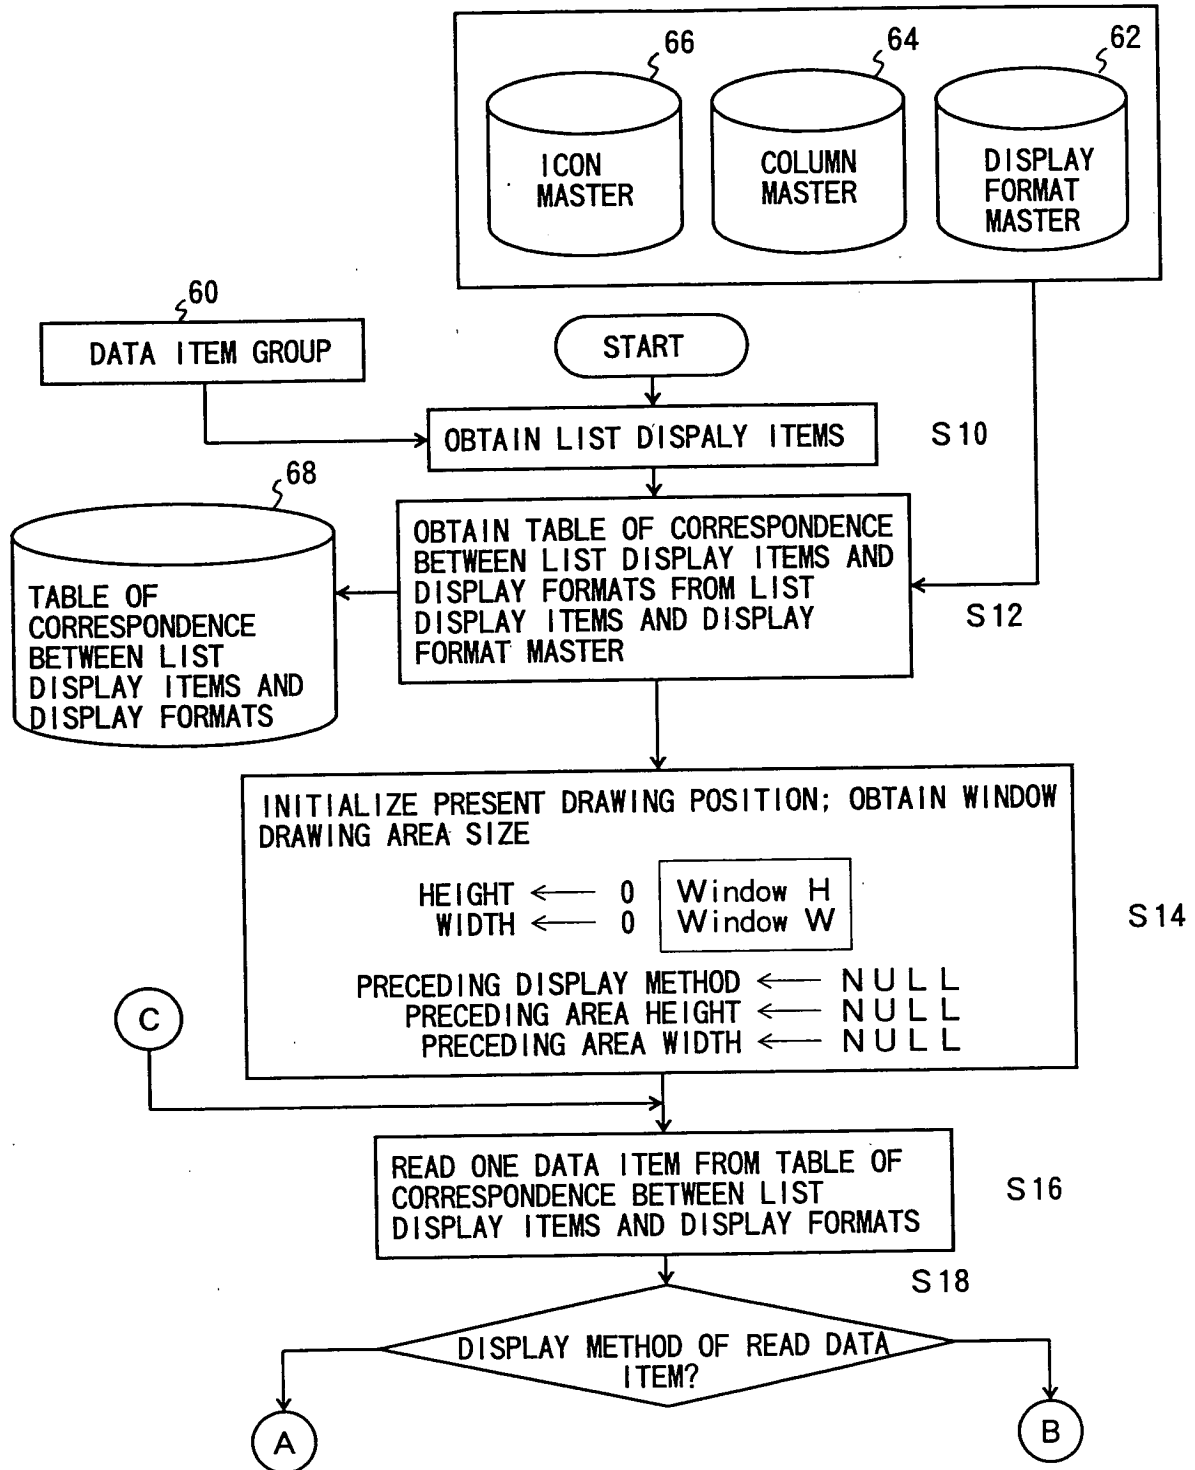 66
64
62
ICON
MASTER
COLUMN
MASTER
DISPLAY
FORMAT
MASTER
60
DATA ITEM GROUP
START
OBTAIN LIST DISPALY ITEMS
S10
68
TABLE OF
CORRESPONDENCE
BETWEEN LIST
DISPLAY ITEMS AND
DISPLAY FORMATS
OBTAIN TABLE OF CORRESPONDENCE
BETWEEN LIST DISPLAY ITEMS AND
DISPLAY FORMATS FROM LIST
DISPLAY ITEMS AND DISPLAY
FORMAT MASTER
S12
INITIALIZE PRESENT DRAWING POSITION; OBTAIN WINDOW
DRAWING AREA SIZE
HEIGHT ← 0 Window H
WIDTH ← 0 Window W
S14
PRECEDING DISPLAY METHOD ← NULL
PRECEDING AREA HEIGHT ← NULL
PRECEDING AREA WIDTH ← NULL
C
READ ONE DATA ITEM FROM TABLE OF
CORRESPONDENCE BETWEEN LIST
DISPLAY ITEMS AND DISPLAY FORMATS
S16
S18
DISPLAY METHOD OF READ DATA
ITEM?
A
B